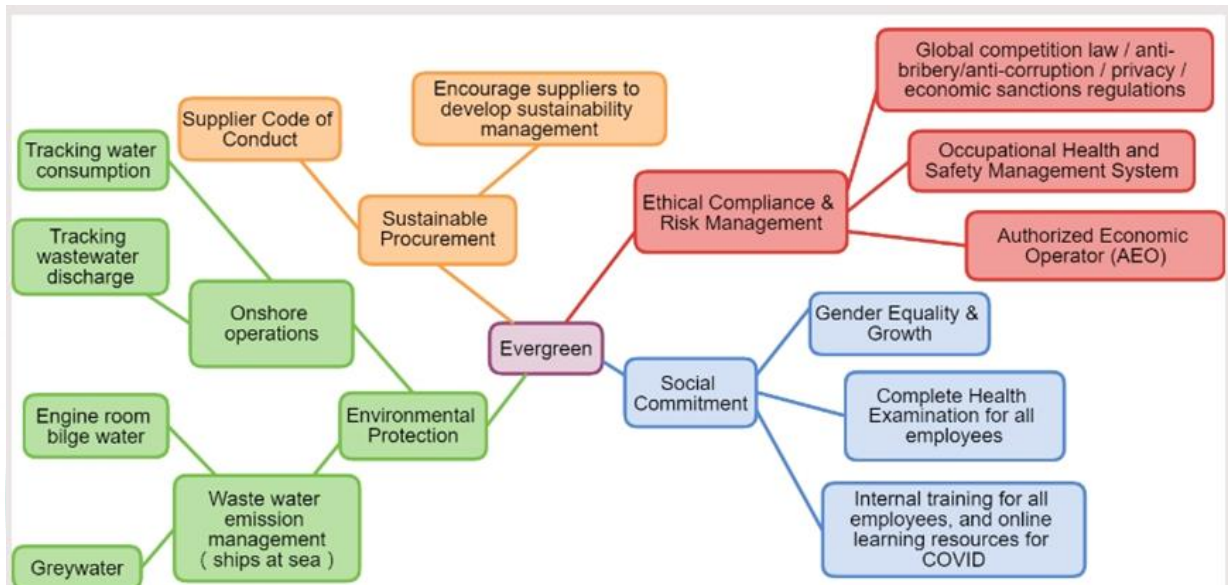 Global competition law / anti-
bribery/anti-corruption / privacy /
economic sanctions regulations
Encourage suppliers to
develop sustainability
management
Supplier Code of
Conduct
Tracking water
consumption
Occupational Health and
Safety Management System
Ethical Compliance &
Risk Management
Sustainable
Procurement
Tracking
wastewater
discharge
Authorized Economic
Operator (AEO)
Onshore
operations
Gender Equality &
Growth
Evergreen
Social
Commitment
Engine room
bilge water
Environmental
Protection
Complete Health
Examination for all
employees
Waste water
emission
management
( ships at sea )
Internal training for all
employees, and online
learning resources for
COVID
Greywater